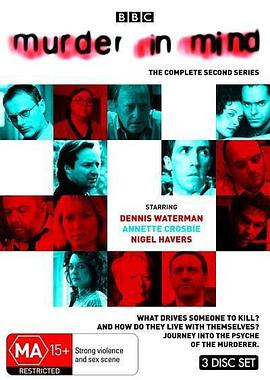 BBC
murder in mind
THE COMPLETE SECOND SERIES
STARRING
DENNIS WATERMAN
ANNETTE CROSBIE
NIGEL HAVERS
WHAT DRIVES SOMEONE TO KILL?
AND HOW DO THEY LIVE WITH THEMSELVES?
JOURNEY INTO THE PSYCHE
OF THE MURDERER.
MA 15+
Strong violence
and sex scene
RESTRICTED
3 DISC SET